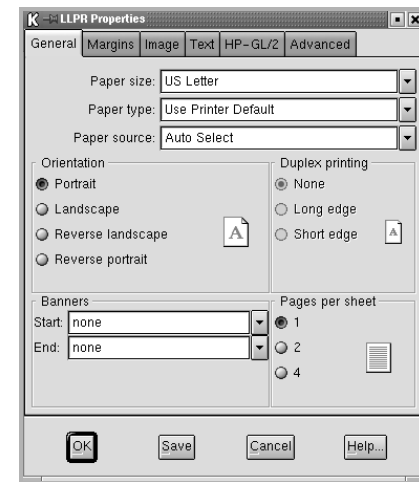 K LLPR Properties
General Margins Image Text HP-GL/2 Advanced
Paper size: US Letter
Paper type: Use Printer Default
Paper source: Auto Select
Orientation
Portrait
Landscape
Reverse landscape
Reverse portrait
A
Duplex printing
None
Long edge
Short edge
A
Banners
Start: none
End: none
Pages per sheet
1
2
4
OK Save Cancel Help...